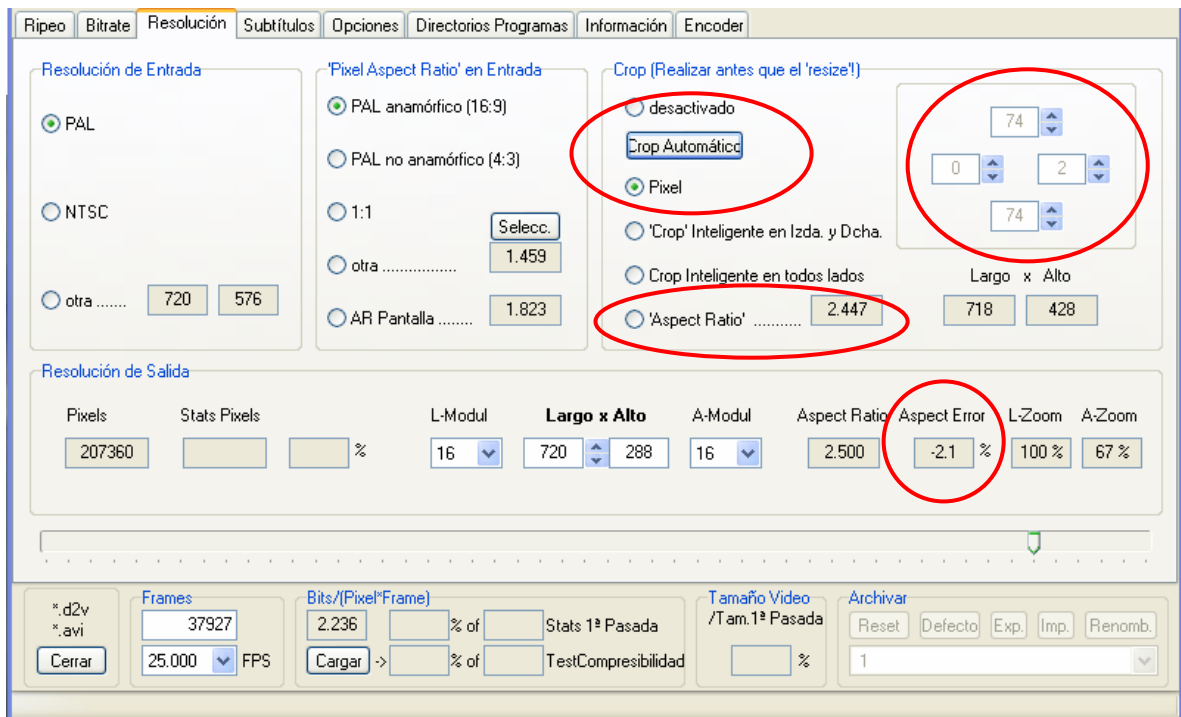 Ripeo Bitrate Resolución Subtítulos Opciones Directorios Programas Información Encoder
Resolución de Entrada
PAL
NTSC
otra ....... 720 576
'Pixel Aspect Ratio' en Entrada
PAL anamórfico (16:9)
PAL no anamórfico (4:3)
1:1
Selecc.
otra ................. 1.459
AR Pantalla ........ 1.823
Crop (Realizar antes que el 'resize'!)
desactivado
Crop Automático
Pixel
'Crop' Inteligente en Izda. y Dcha.
Crop Inteligente en todos lados
'Aspect Ratio' ........... 2.447
74
0 2
74
Largo x Alto
718 428
Resolución de Salida
Pixels Stats Pixels L-Modul Largo x Alto A-Modul Aspect Ratio Aspect Error L-Zoom A-Zoom
207360 % 16 720 288 16 2.500 -2.1 % 100 % 67 %
*.d2v
*.avi
Cerrar
Frames
37927
25.000 FPS
Bits/(Pixel*Frame)
2.236 % of Stats 1ª Pasada
Cargar -> % of TestCompresibilidad
Tamaño Video
/Tam.1ª Pasada
%
Archivar
Reset Defecto Exp. Imp. Renomb.
1